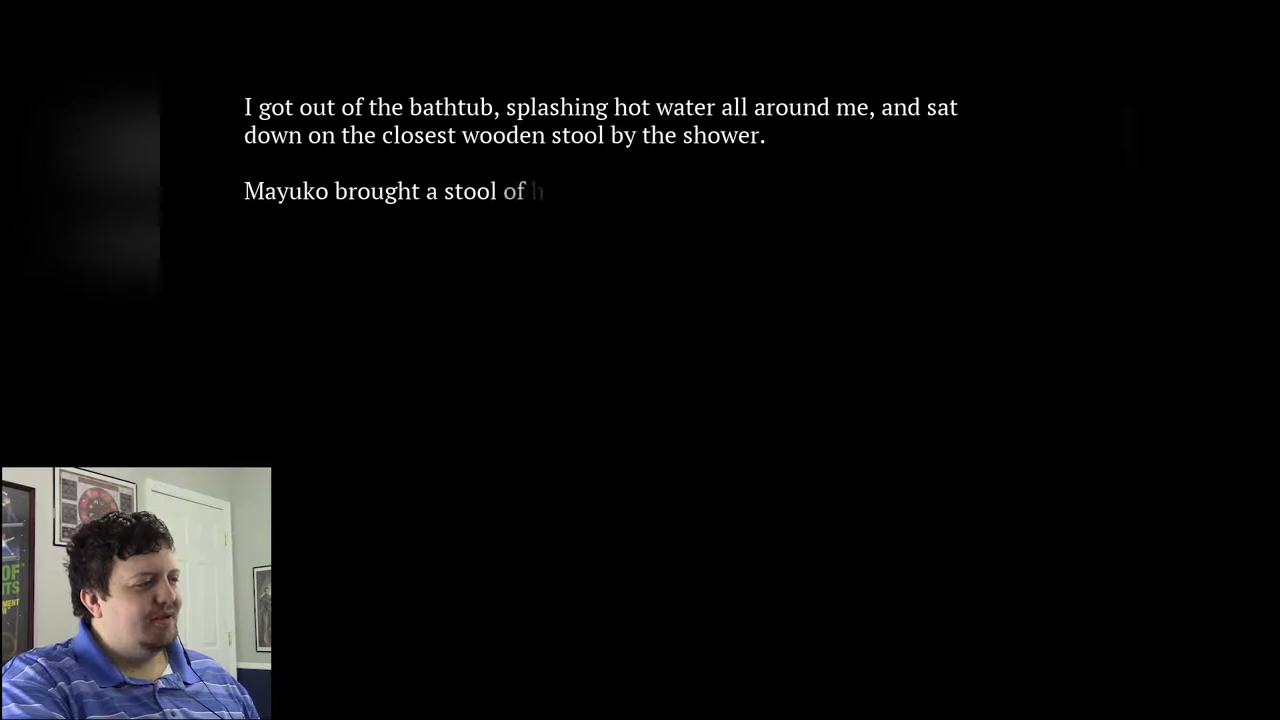 I got out of the bathtub, splashing hot water all around me, and sat
down on the closest wooden stool by the shower.
Mayuko brought a stool of h
OF